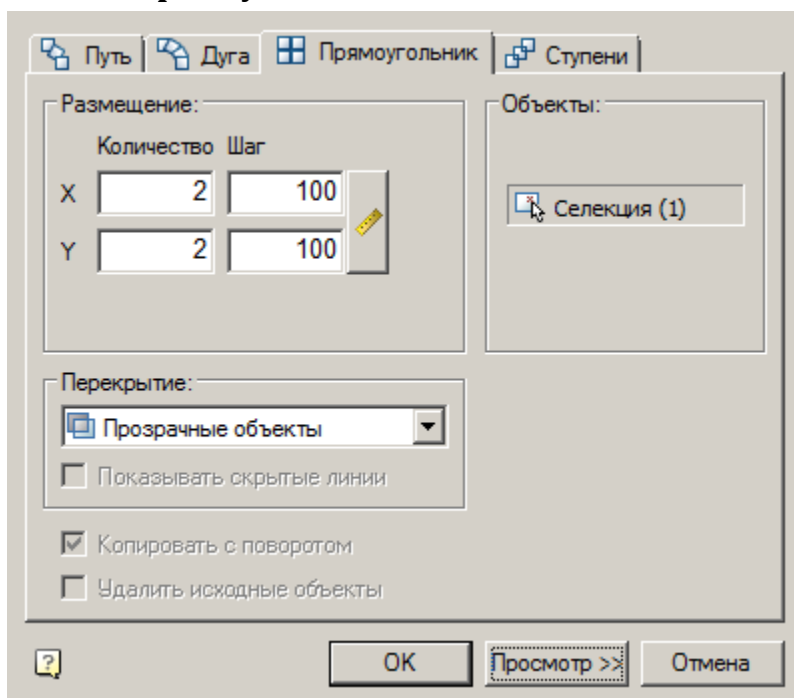 Путь Дуга Прямоугольник Ступени
Размещение:
Количество Шаг
X 2 100
Y 2 100
Объекты:
Селекция (1)
Перекрытие:
Прозрачные объекты
Показывать скрытые линии
Копировать с поворотом
Удалить исходные объекты
? OK Просмотр >> Отмена